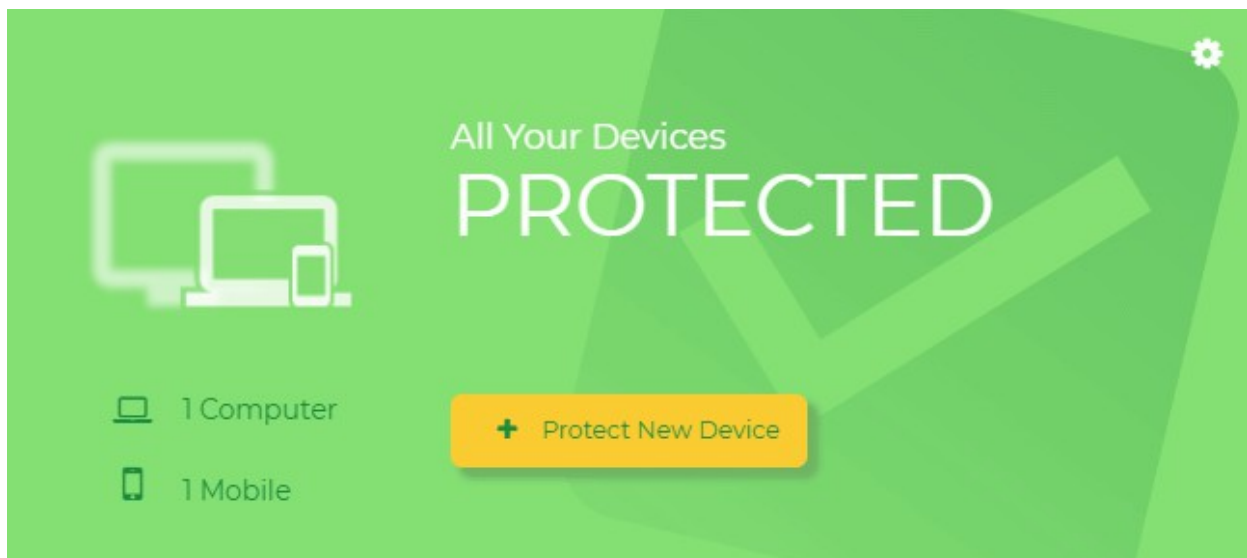 All Your Devices
PROTECTED
1 Computer
Protect New Device
1 Mobile